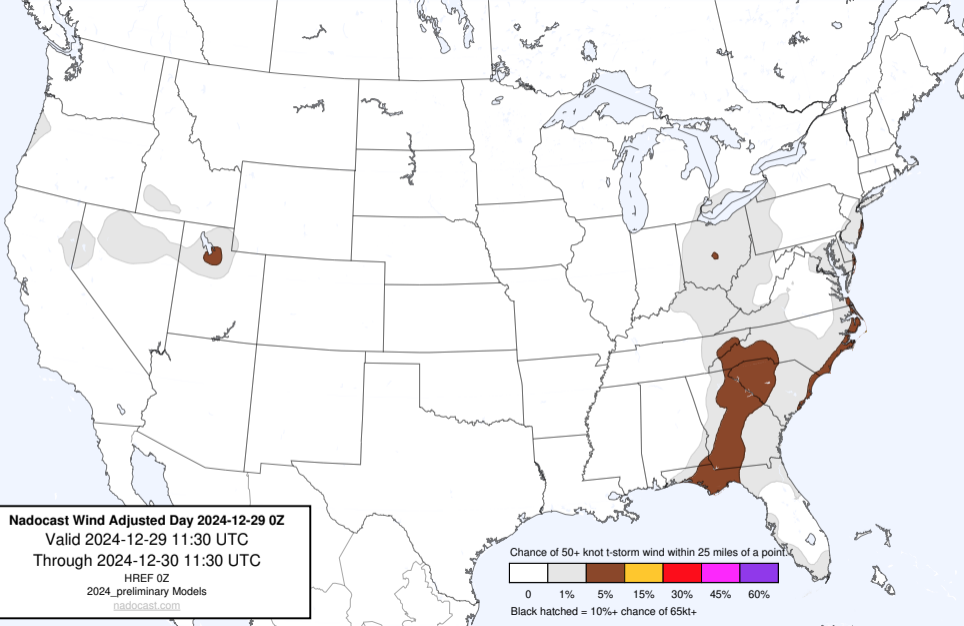 Nadocast Wind Adjusted Day 2024-12-29 0Z
Valid 2024-12-29 11:30 UTC
Through 2024-12-30 11:30 UTC
HREF 0Z
2024_preliminary Models
nadocast.com
Chance of 50+ knot t-storm wind within 25 miles of a point.
0 1% 5% 15% 30% 45% 60%
Black hatched = 10%+ chance of 65kt+